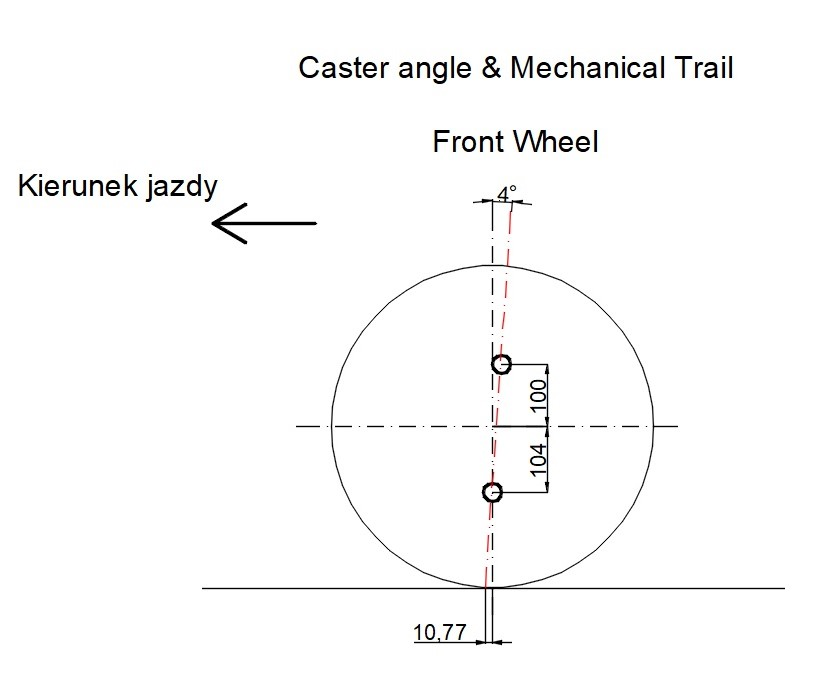 Caster angle & Mechanical Trail
Front Wheel
Kierunek jazdy
4°
100
104
10,77